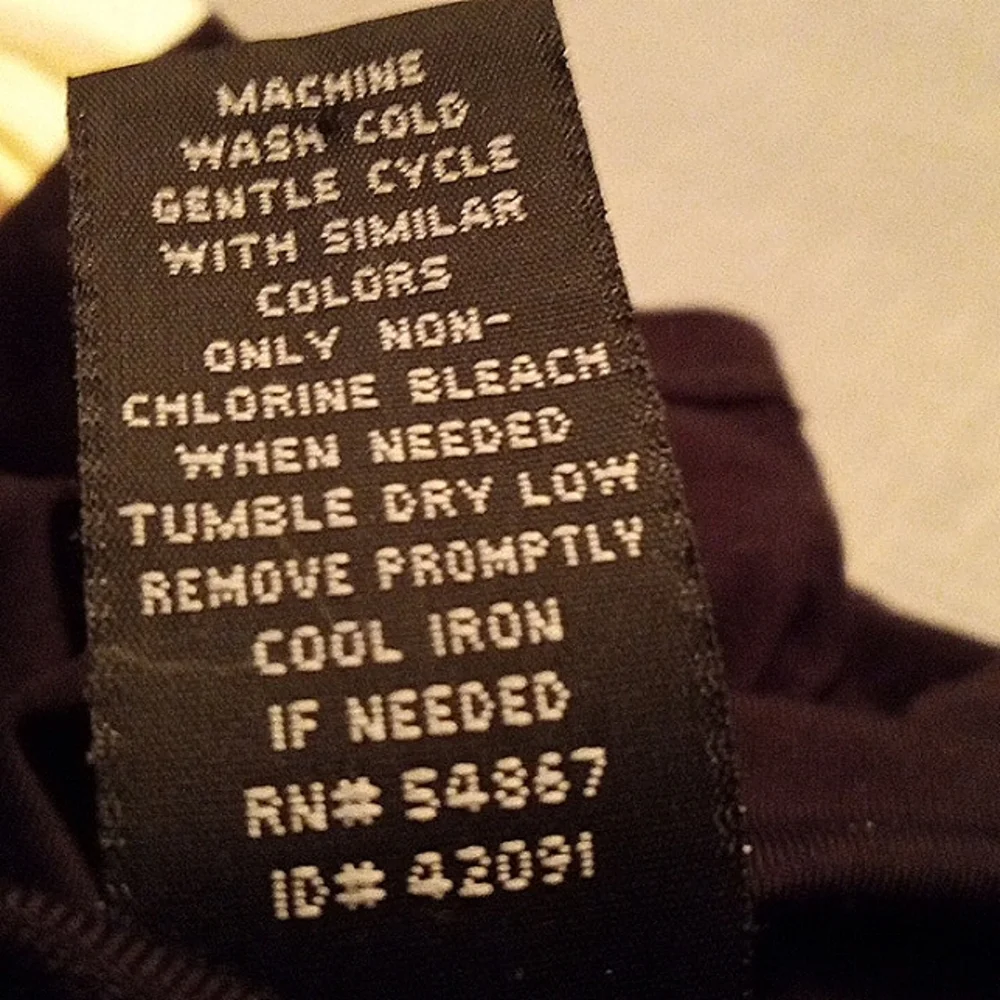 MACHINE
WASH COLD
GENTLE CYCLE
WITH SIMILAR
COLORS
ONLY NON-
CHLORINE BLEACH
WHEN NEEDED
TUMBLE DRY LOW
REMOVE PROMPTLY
COOL IRON
IF NEEDED
RN# 54867
ID# 42091